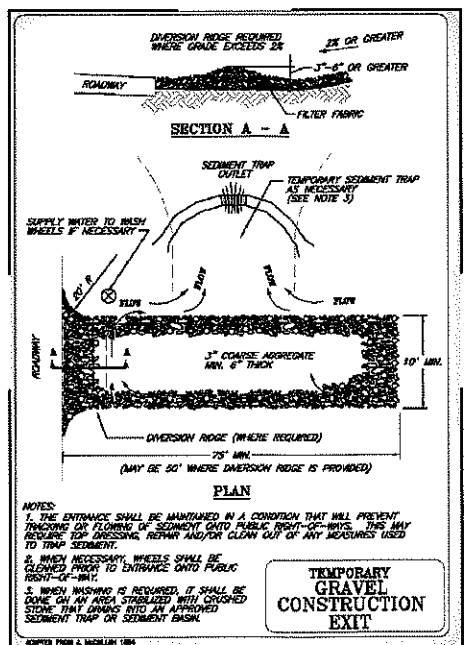 DIVERSION RIDGE REQUIRED
WHERE GRADE EXCEEDS 2%
2% OR GREATER
3"-6" OR GREATER
ROADWAY
FILTER FABRIC
SECTION A - A
SEDIMENT TRAP
OUTLET
TEMPORARY SEDIMENT TRAP
AS NECESSARY
(SEE NOTE 3)
SUPPLY WATER TO WASH
WHEELS IF NECESSARY
20' R
FLOW
FLOW
FLOW
FLOW
ROADWAY
A
A
3" COARSE AGGREGATE
MIN. 6" THICK
10' MIN.
DIVERSION RIDGE (WHERE REQUIRED)
75' MIN.
(MAY BE 50' WHERE DIVERSION RIDGE IS PROVIDED)
PLAN
NOTES:
1. THE ENTRANCE SHALL BE MAINTAINED IN A CONDITION THAT WILL PREVENT
TRACKING OR FLOWING OF SEDIMENT ONTO PUBLIC RIGHT-OF-WAYS. THIS MAY
REQUIRE TOP DRESSING, REPAIR AND/OR CLEAN OUT OF ANY MEASURES USED
TO TRAP SEDIMENT.
2. WHEN NECESSARY, WHEELS SHALL BE
CLEANED PRIOR TO ENTRANCE ONTO PUBLIC
RIGHT-OF-WAY.
3. WHEN WASHING IS REQUIRED, IT SHALL BE
DONE ON AN AREA STABLIZED WITH CRUSHED
STONE THAT DRAINS INTO AN APPROVED
SEDIMENT TRAP OR SEDIMENT BASIN.
TEMPORARY
GRAVEL
CONSTRUCTION
EXIT
ADAPTED FROM J. McCULLAH 1994